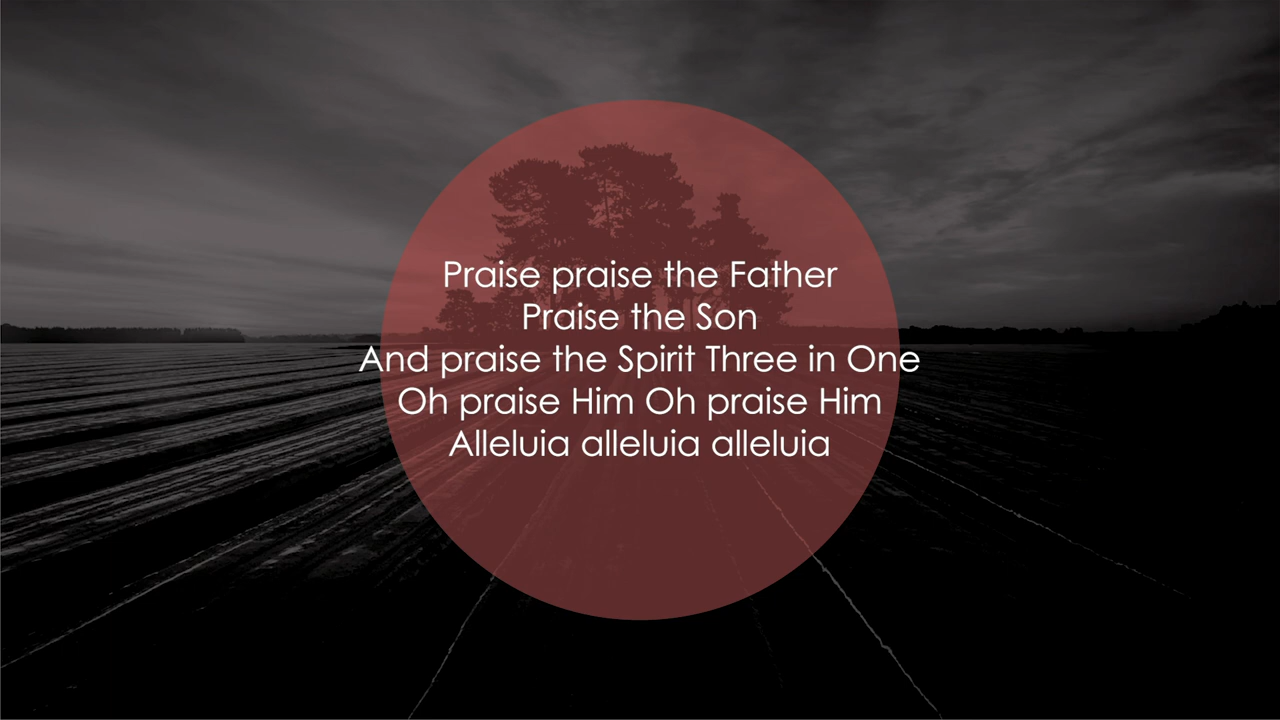 Praise praise the Father
Praise the Son
And praise the Spirit Three in One
Oh praise Him Oh praise Him
Alleluia alleluia alleluia